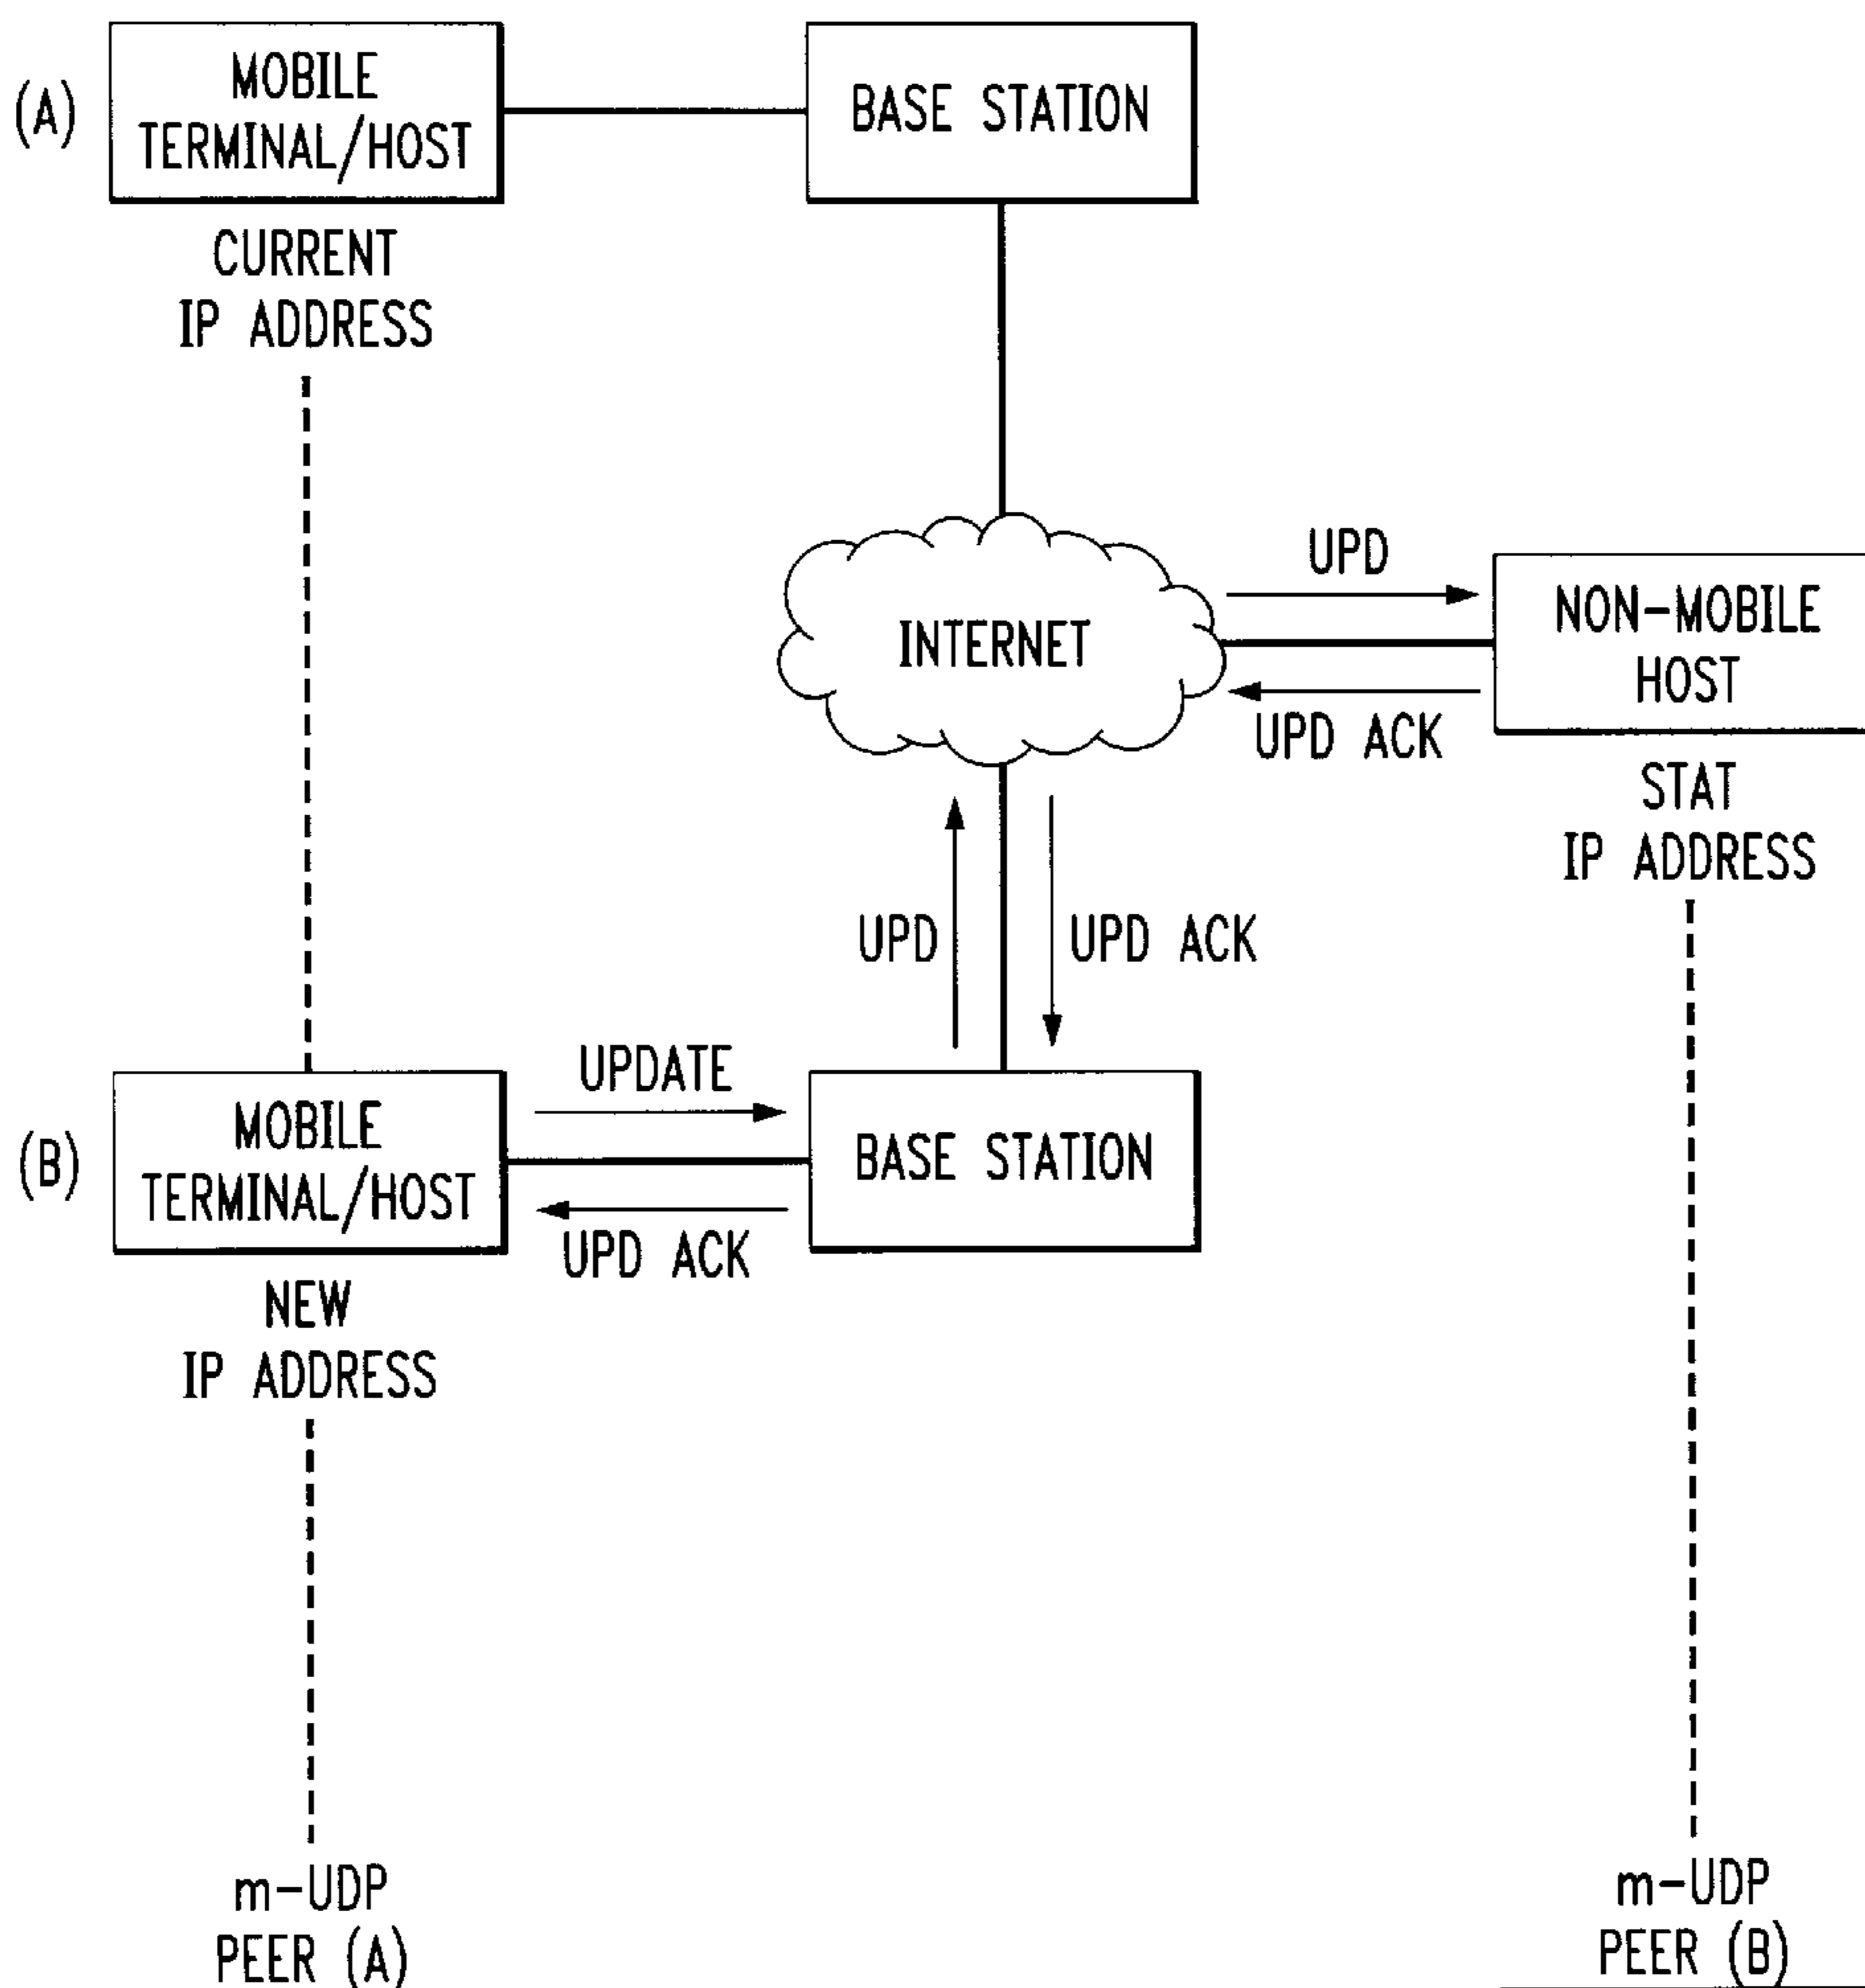 (A)
MOBILE
TERMINAL/HOST
BASE STATION
CURRENT
IP ADDRESS
UPD
INTERNET
NON-MOBILE
HOST
UPD ACK
STAT
IP ADDRESS
UPD
UPD ACK
(B)
MOBILE
TERMINAL/HOST
UPDATE
UPD ACK
BASE STATION
NEW
IP ADDRESS
m-UDP
PEER (A)
m-UDP
PEER (B)